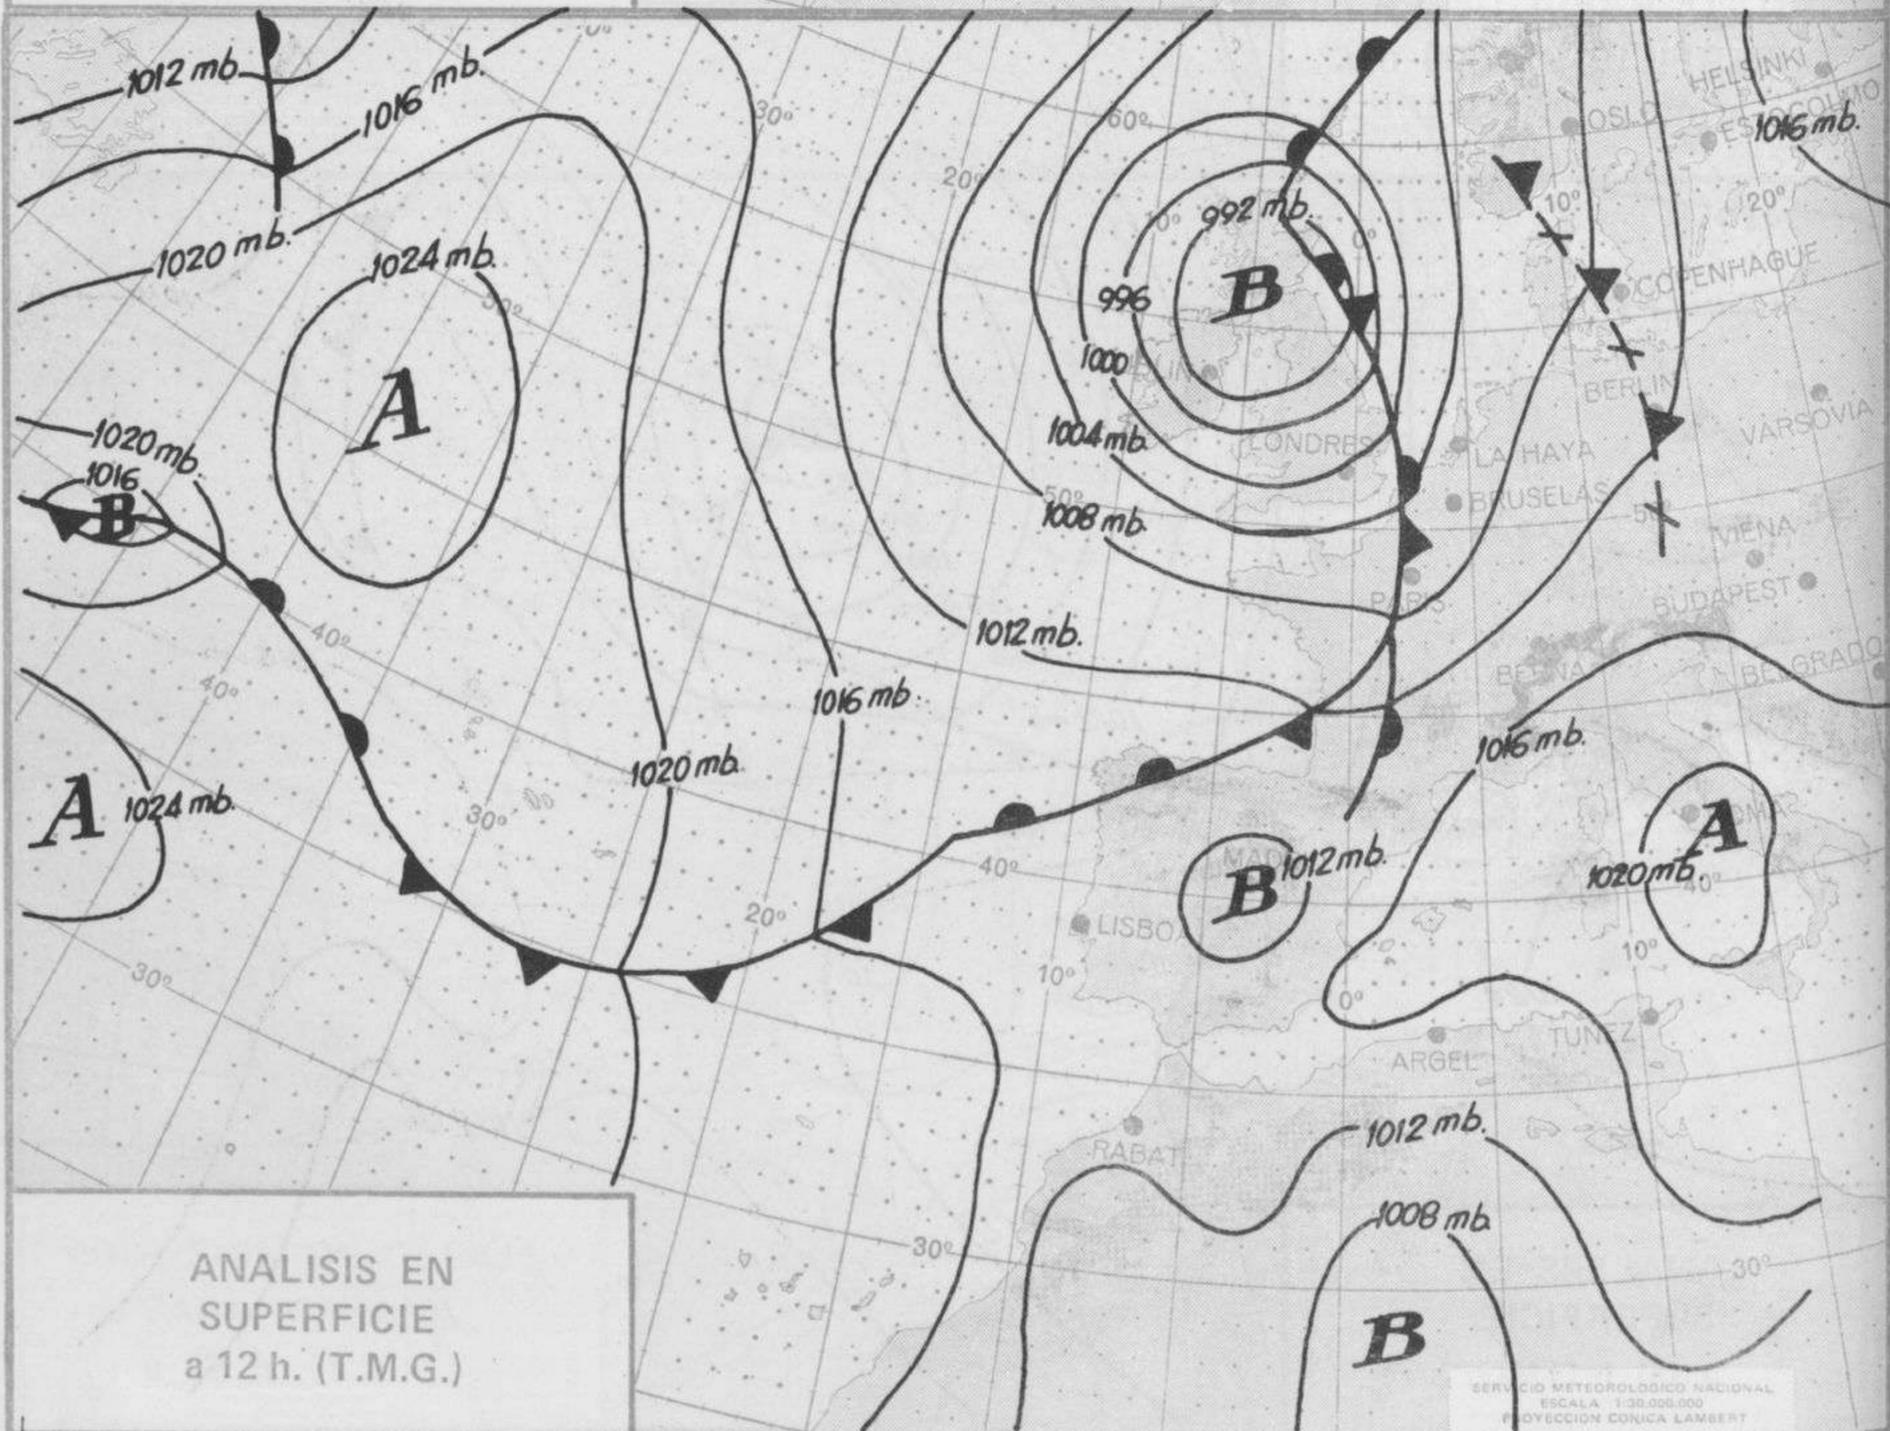 1012 mb.
1016 mb.
1020 mb.
1024 mb.
A
1020 mb.
1016
B
A
1024 mb.
1020 mb.
1016 mb.
1012 mb.
992 mb.
996
B
1000
1004 mb.
1008 mb.
1016 mb.
1016 mb.
B
1012 mb.
A
1020 mb.
1012 mb.
1008 mb.
B
HELSINKI
OSLO
COPENHAGUE
BERLIN
VARSOVIA
LONDRES
LA HAYA
BRUSELAS
PARIS
VIENA
BUDAPEST
BELGRADO
LISBOA
ARGEL
TUNEZ
RABAT
30°
60°
20°
10°
0°
10°
20°
50°
50°
50°
40°
40°
30°
20°
40°
40°
10°
0°
10°
30°
30°
30°
ANALISIS EN
SUPERFICIE
a 12 h. (T.M.G.)
SERVICIO METEOROLOGICO NACIONAL
ESCALA 1:30.000.000
PROYECCION CONICA LAMBERT